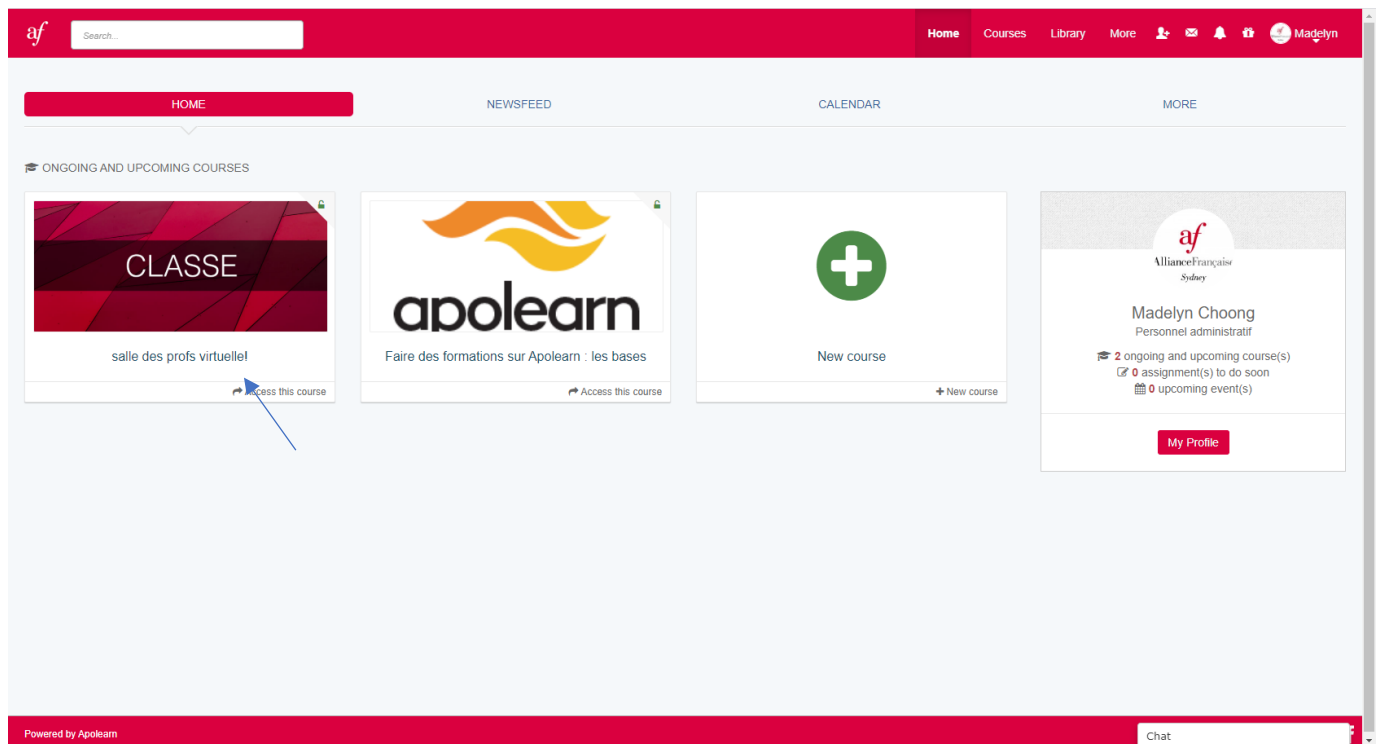 af
Search...
Home
Courses
Library
More
Madelyn
HOME
NEWSFEED
CALENDAR
MORE
ONGOING AND UPCOMING COURSES
CLASSE
salle des profs virtuelle!
Access this course
apolearn
Faire des formations sur Apolearn : les bases
Access this course
New course
New course
af
AllianceFrançaise
Sydney
Madelyn Choong
Personnel administratif
2 ongoing and upcoming course(s)
0 assignment(s) to do soon
0 upcoming event(s)
My Profile
Powered by Apolearn
Chat